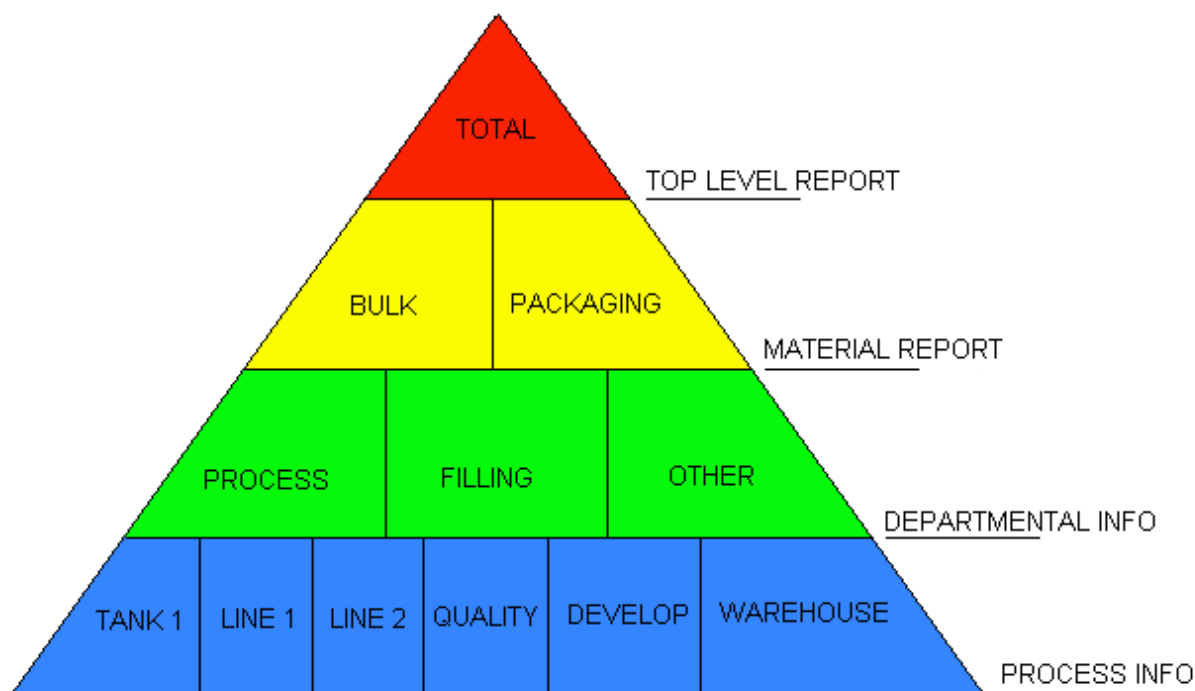 TOTAL
TOP LEVEL REPORT
BULK
PACKAGING
MATERIAL REPORT
PROCESS
FILLING
OTHER
DEPARTMENTAL INFO
TANK 1
LINE 1
LINE 2
QUALITY
DEVELOP
WAREHOUSE
PROCESS INFO